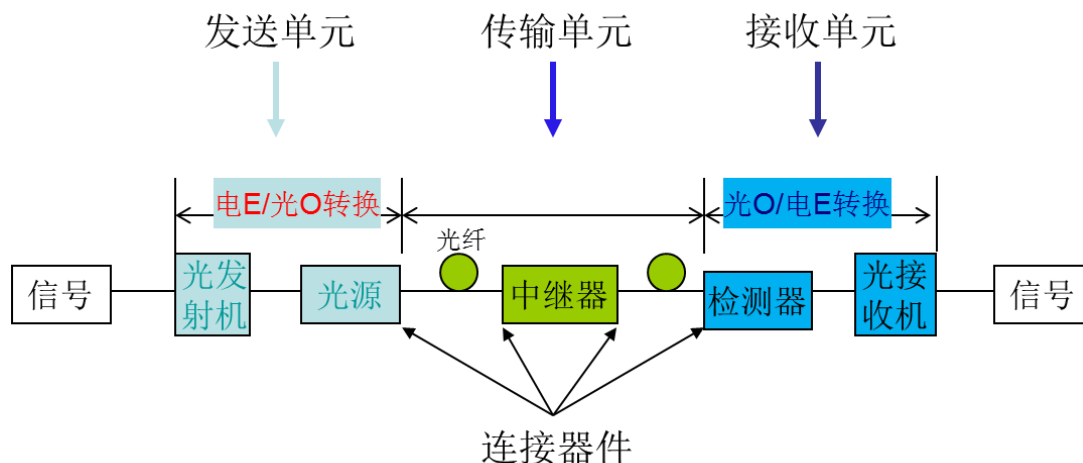 发送单元
传输单元
接收单元
电E/光O转换
光O/电E转换
光纤
信号
光发
射机
光源
中继器
检测器
光接
收机
信号
连接器件